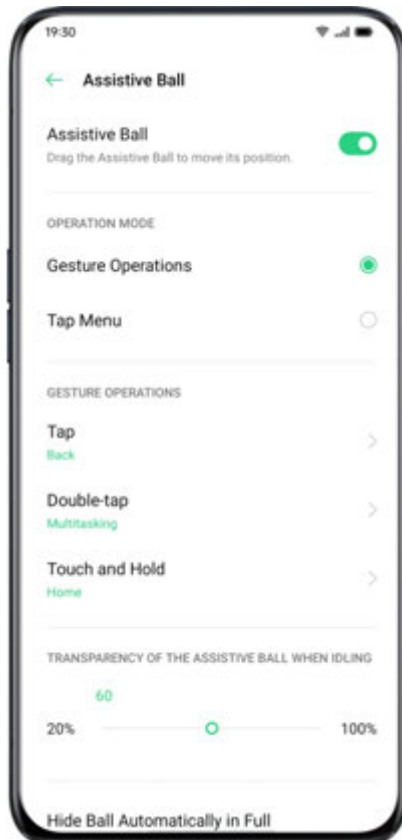 19:30
Assistive Ball
Assistive Ball
Drag the Assistive Ball to move its position.
OPERATION MODE
Gesture Operations
Tap Menu
GESTURE OPERATIONS
Tap
Back
Double-tap
Multitasking
Touch and Hold
Home
TRANSPARENCY OF THE ASSISTIVE BALL WHEN IDLING
60
20% 100%
Hide Ball Automatically in Full